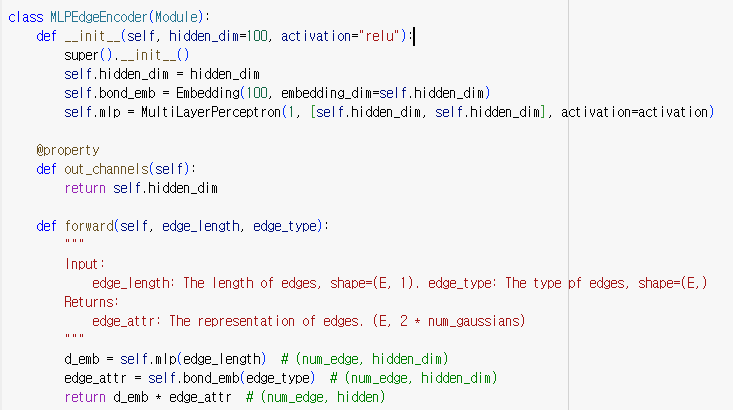 class MLPEdgeEncoder(Module):
    def __init__(self, hidden_dim=100, activation="relu"):
        super().__init__()
        self.hidden_dim = hidden_dim
        self.bond_emb = Embedding(100, embedding_dim=self.hidden_dim)
        self.mlp = MultiLayerPerceptron(1, [self.hidden_dim, self.hidden_dim], activation=activation)

    @property
    def out_channels(self):
        return self.hidden_dim

    def forward(self, edge_length, edge_type):
        """
        Input:
            edge_length: The length of edges, shape=(E, 1). edge_type: The type pf edges, shape=(E,)
        Returns:
            edge_attr: The representation of edges. (E, 2 * num_gaussians)
        """
        d_emb = self.mlp(edge_length)  # (num_edge, hidden_dim)
        edge_attr = self.bond_emb(edge_type)  # (num_edge, hidden_dim)
        return d_emb * edge_attr  # (num_edge, hidden)